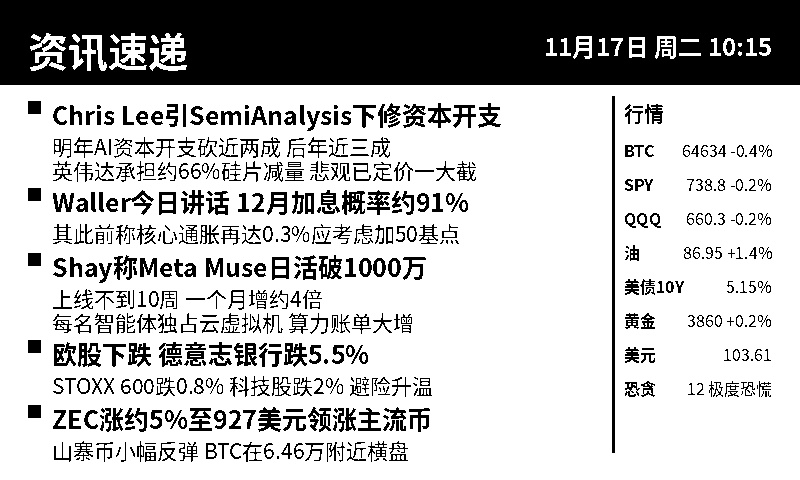 资讯速递
11月17日 周二 10:15
Chris Lee引SemiAnalysis下修资本开支
明年AI资本开支砍近两成 后年近三成
英伟达承担约66%硅片减量 悲观已定价一大截
Waller今日讲话 12月加息概率约91%
其此前称核心通胀再达0.3%应考虑加50基点
Shay称Meta Muse日活破1000万
上线不到10周 一个月增约4倍
每名智能体独占云虚拟机 算力账单大增
欧股下跌 德意志银行跌5.5%
STOXX 600跌0.8% 科技股跌2% 避险升温
ZEC涨约5%至927美元领涨主流币
山寨币小幅反弹 BTC在6.46万附近横盘
行情
BTC 64634 -0.4%
SPY 738.8 -0.2%
QQQ 660.3 -0.2%
油 86.95 +1.4%
美债10Y 5.15%
黄金 3860 +0.2%
美元 103.61
恐贪 12 极度恐慌